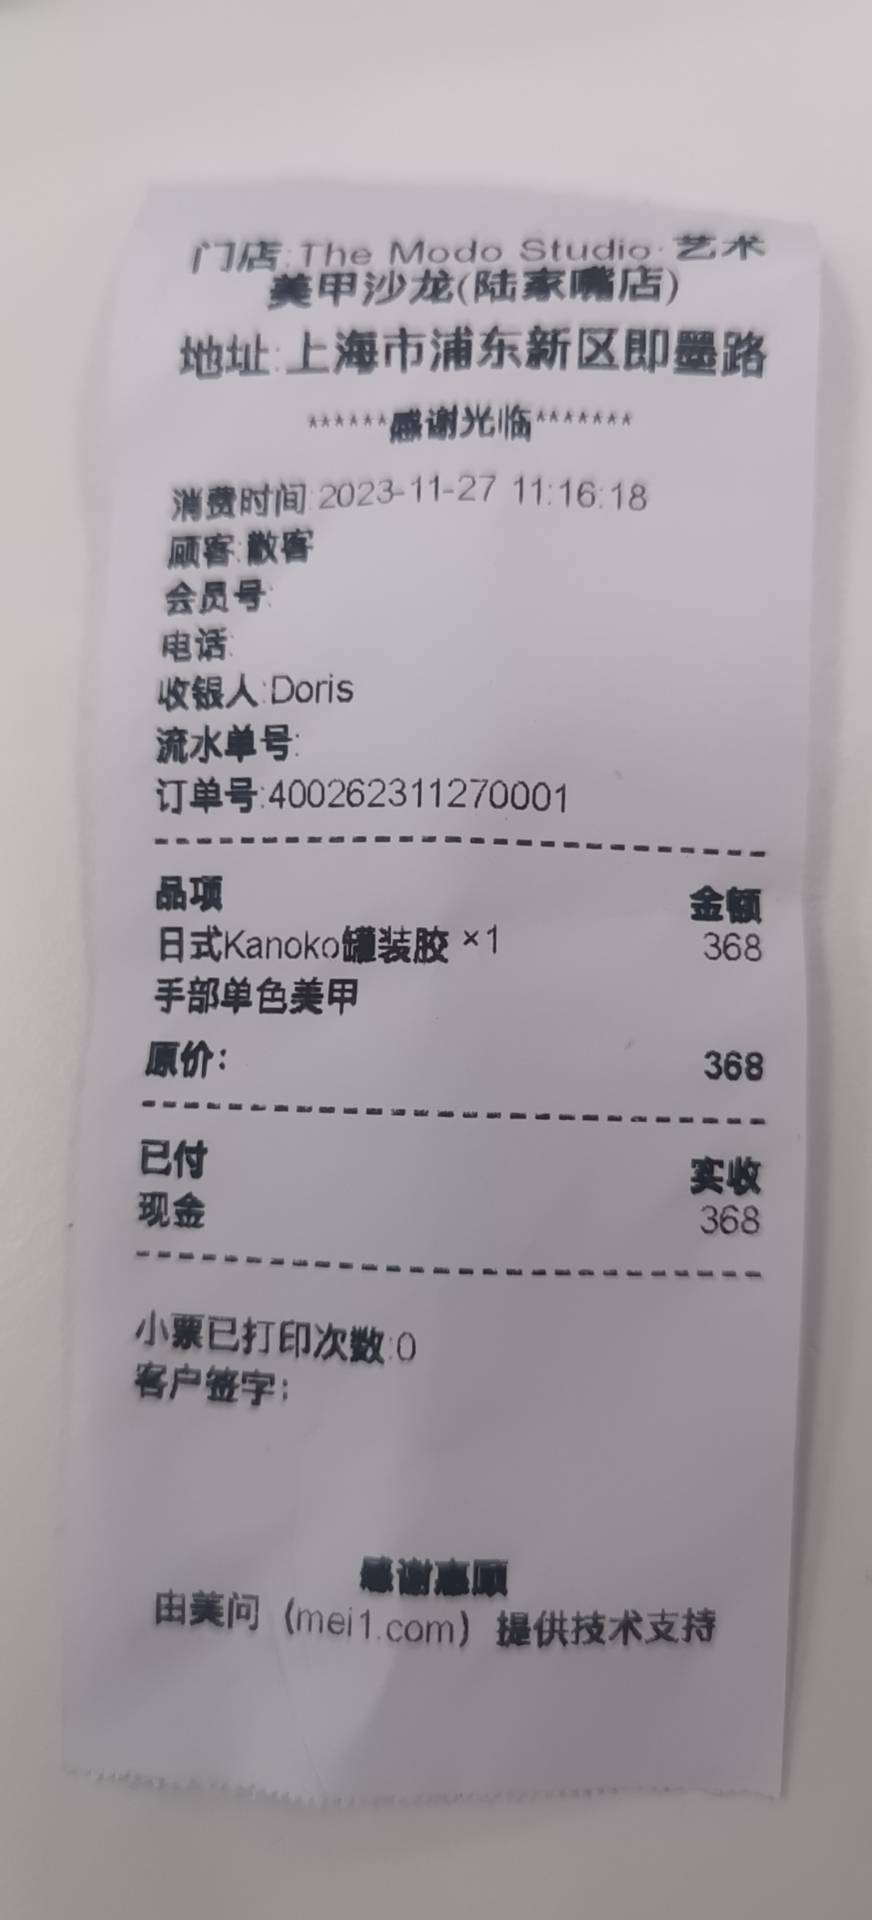 门店:The Modo Studio·艺术
美甲沙龙(陆家嘴店)
地址:上海市浦东新区即墨路
******感谢光临*******
消费时间:2023-11-27 11:16:18
顾客:散客
会员号:
电话:
收银人:Doris
流水单号:
订单号:400262311270001
品项 金额
日式Kanoko罐装胶 ×1 368
手部单色美甲
原价: 368
已付 实收
现金 368
小票已打印次数:0
客户签字:
感谢惠顾
由美问（mei1.com）提供技术支持